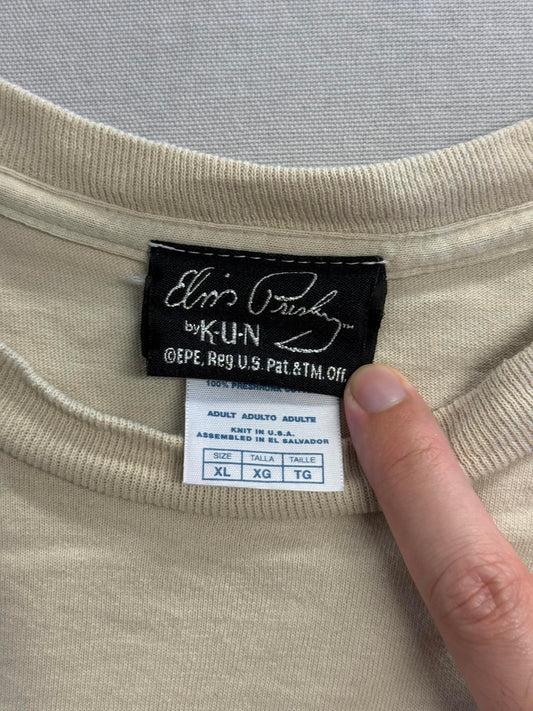 Elvis Presley™
by K·U·N
©EPE, Reg. U.S. Pat. & TM. Off.
100% PRESHRUNK
ADULT ADULTO ADULTE
KNIT IN U.S.A.
ASSEMBLED IN EL SALVADOR
SIZE TALLA TAILLE
XL XG TG